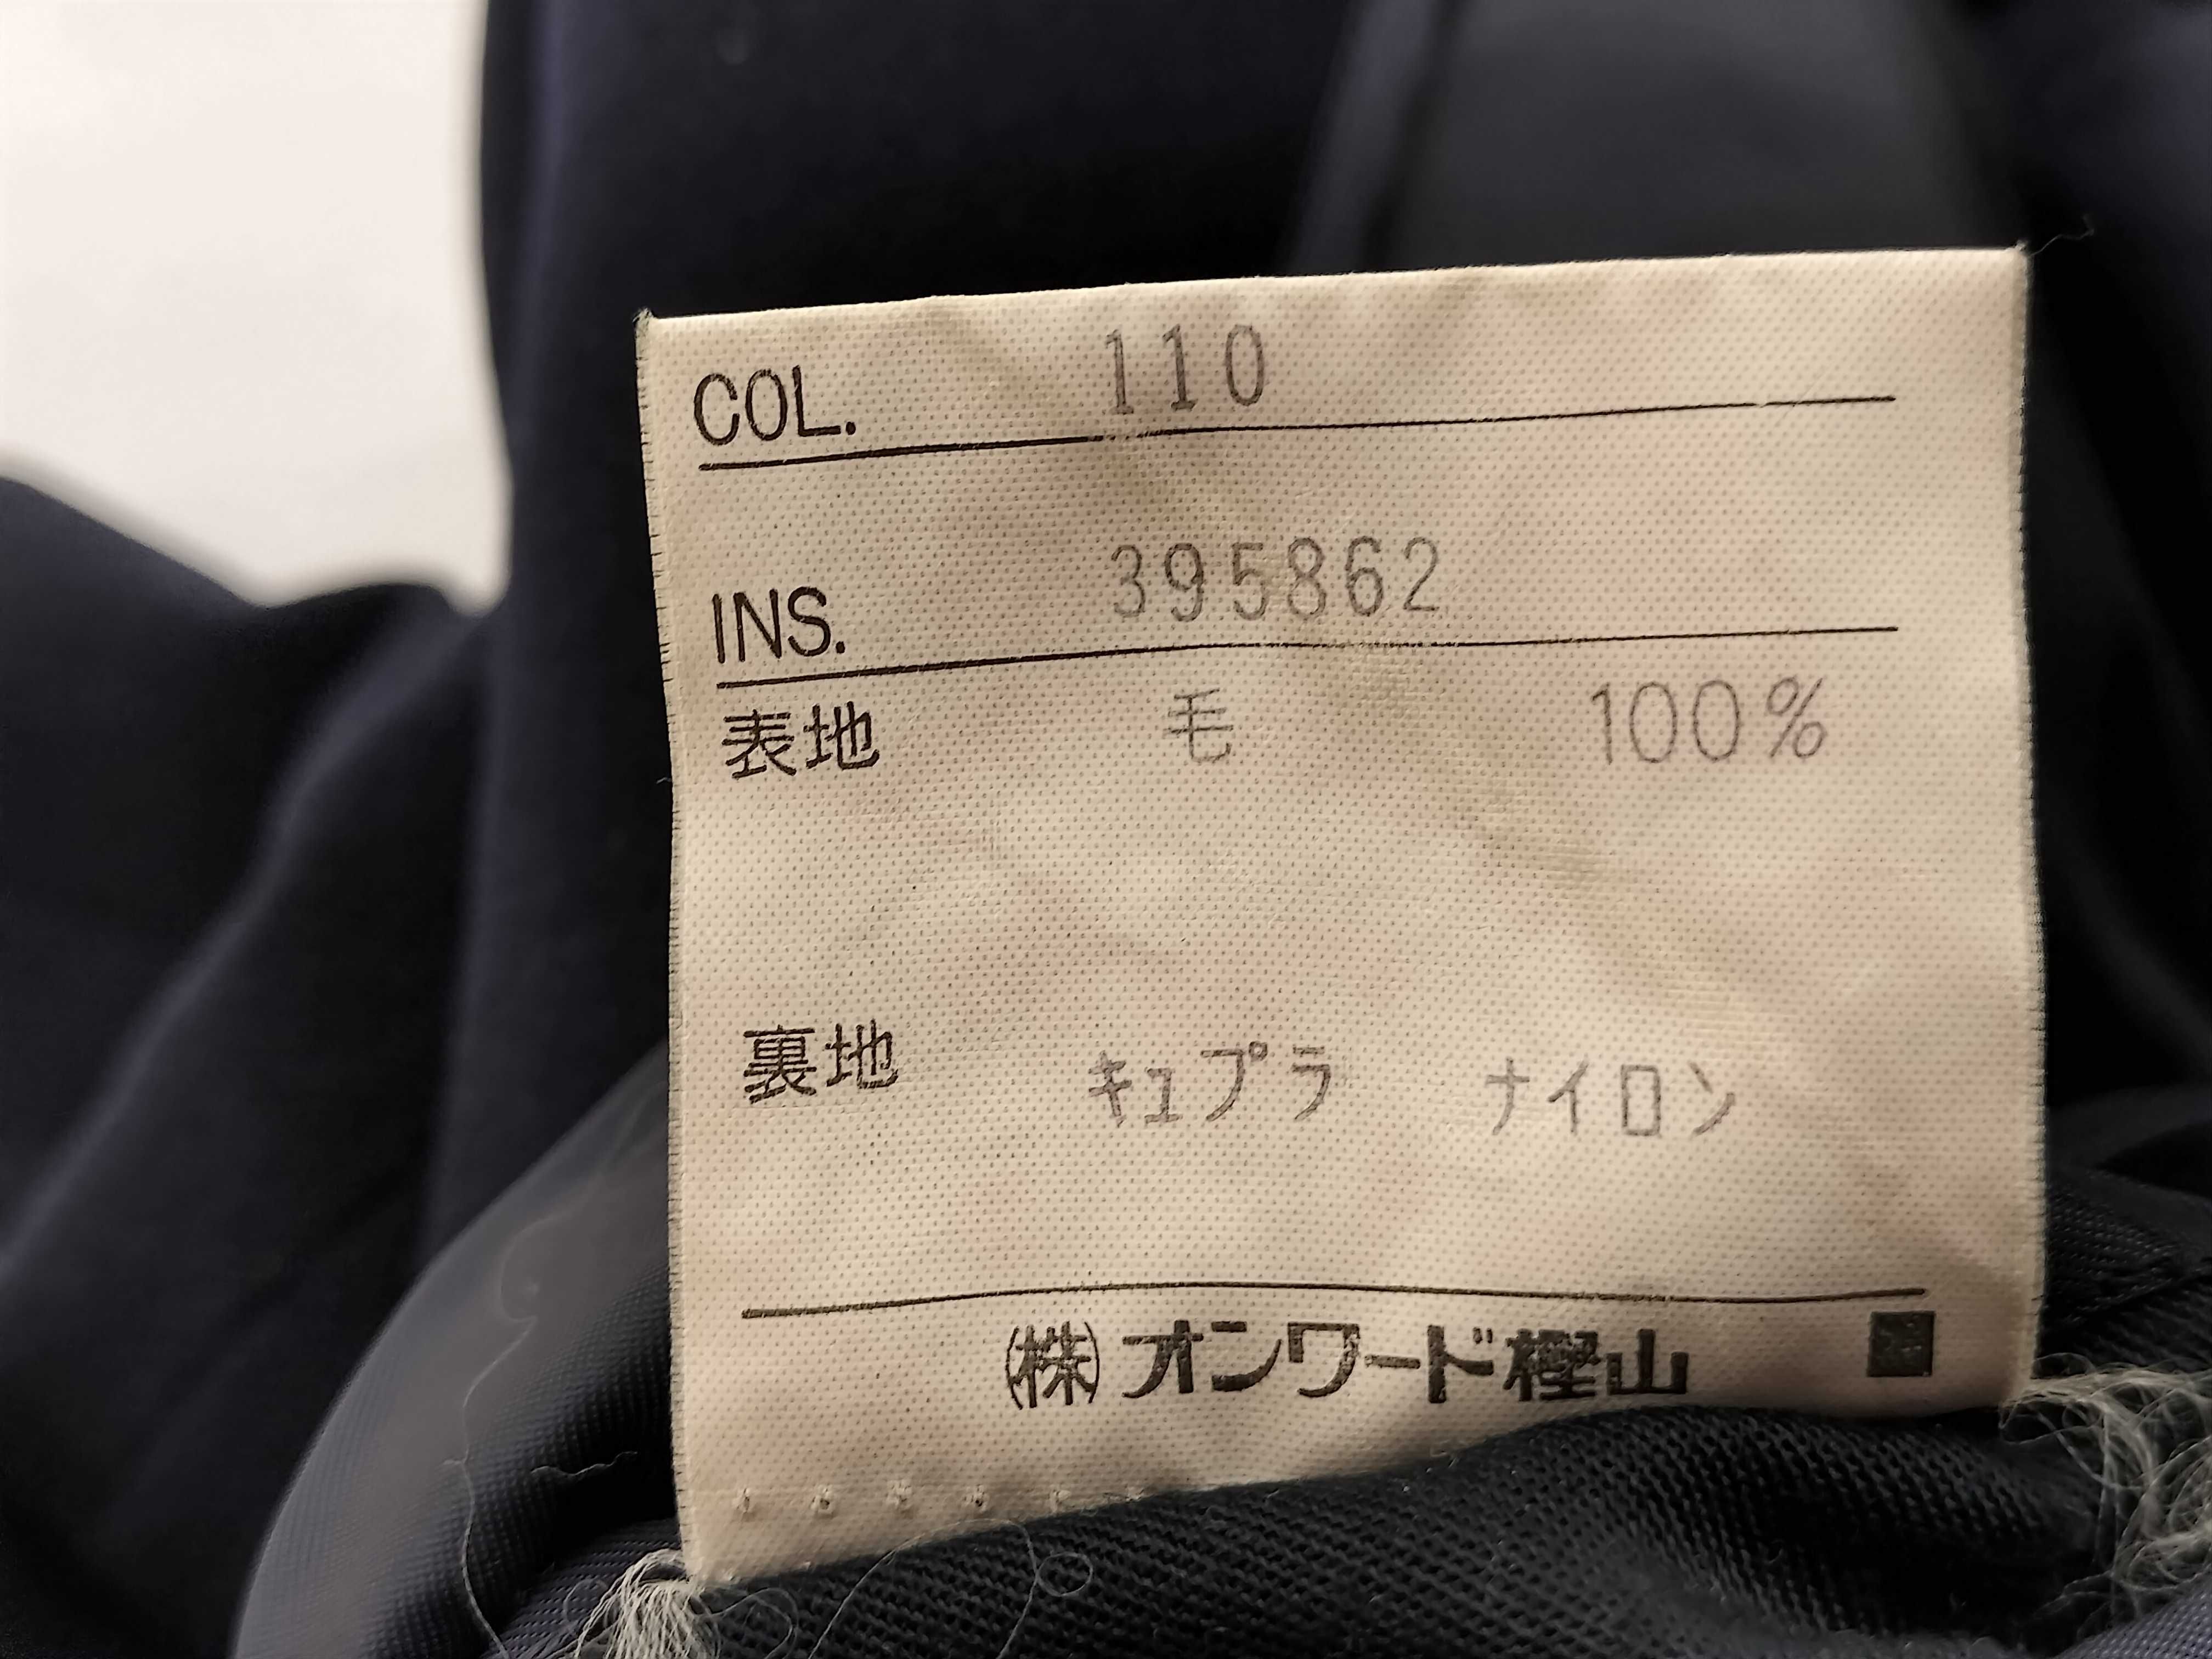 COL. 110
INS. 395862
表地 毛 100%
裏地 キュプラ ナイロン
㈱オンワード樫山